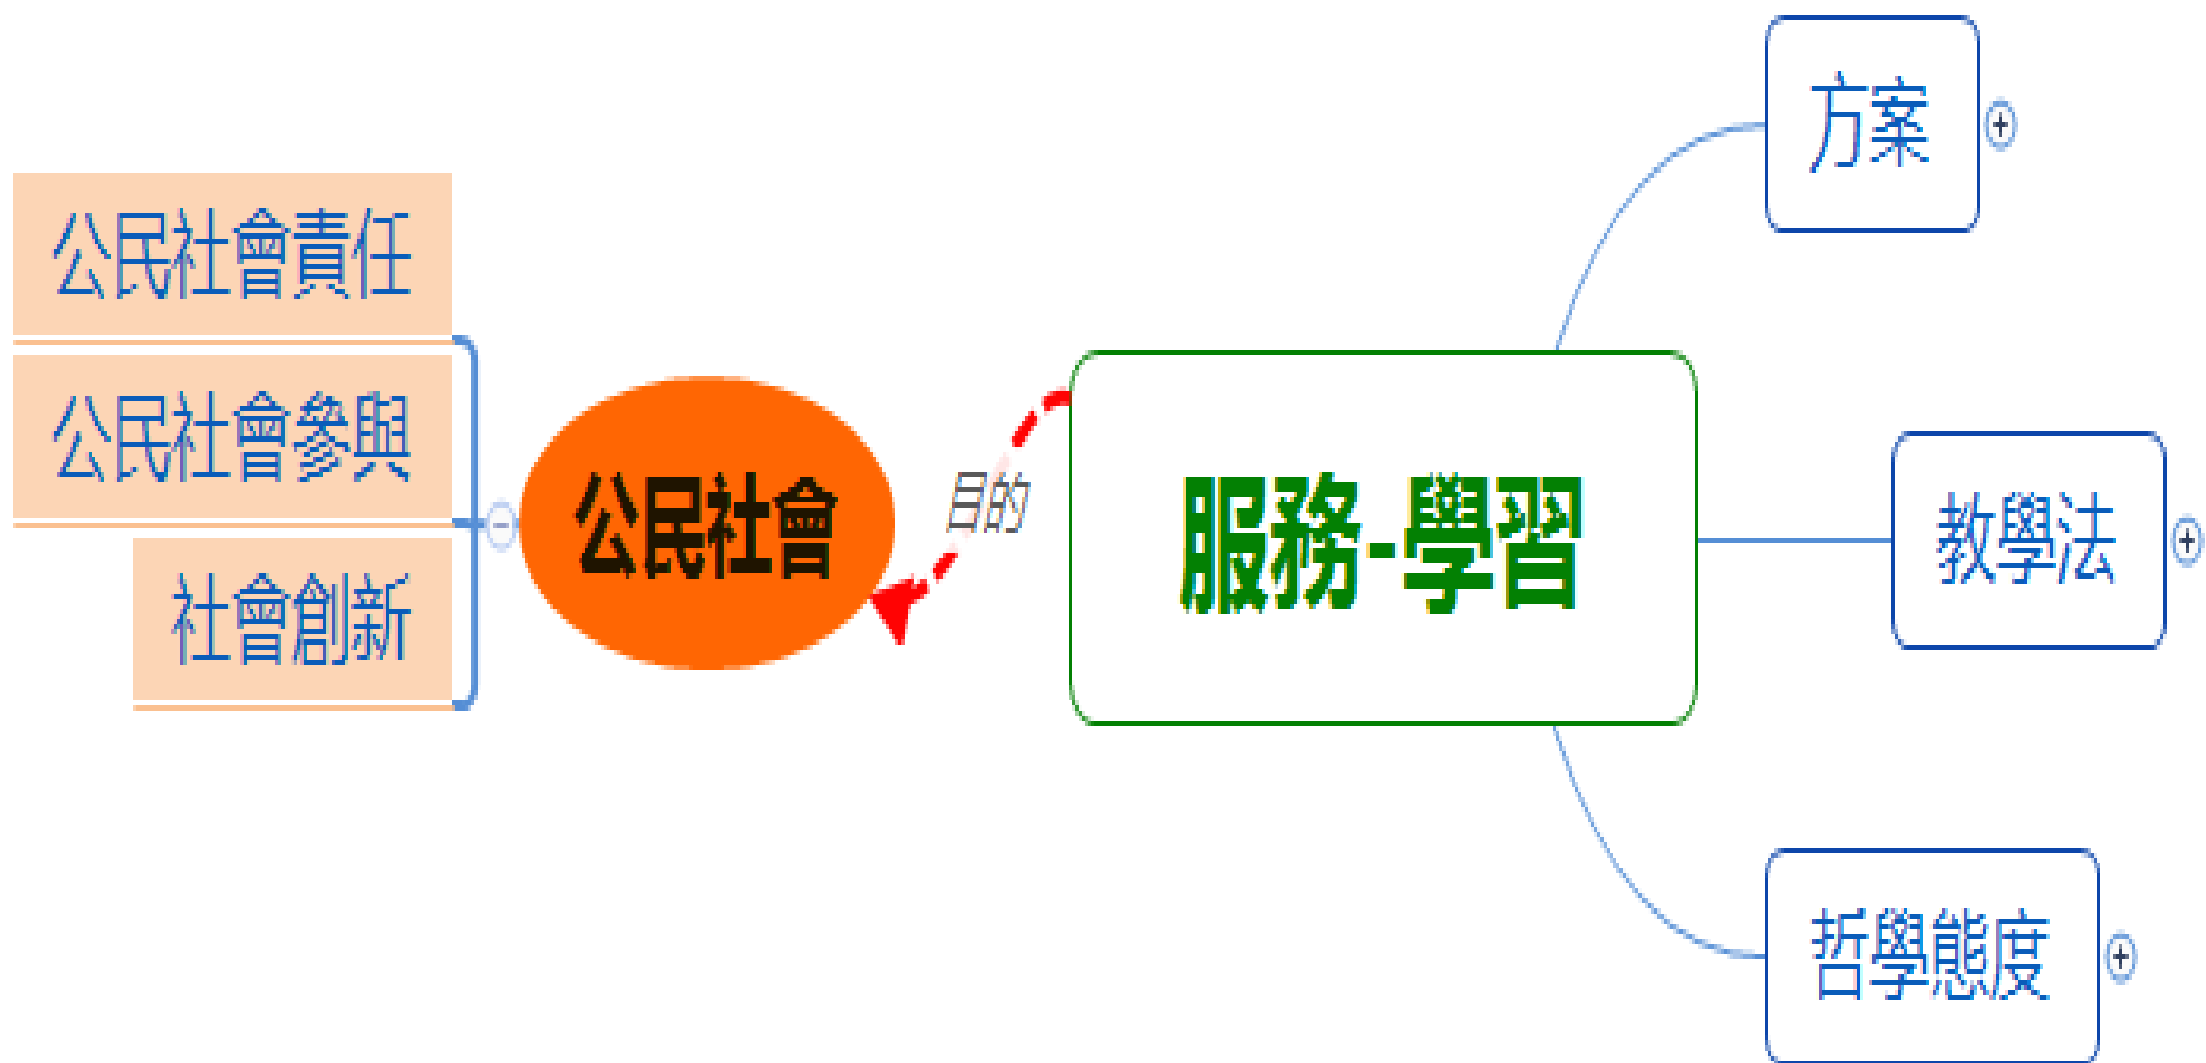 公民社會責任
公民社會參與
社會創新
公民社會
目的
服務-學習
方案
教學法
哲學態度